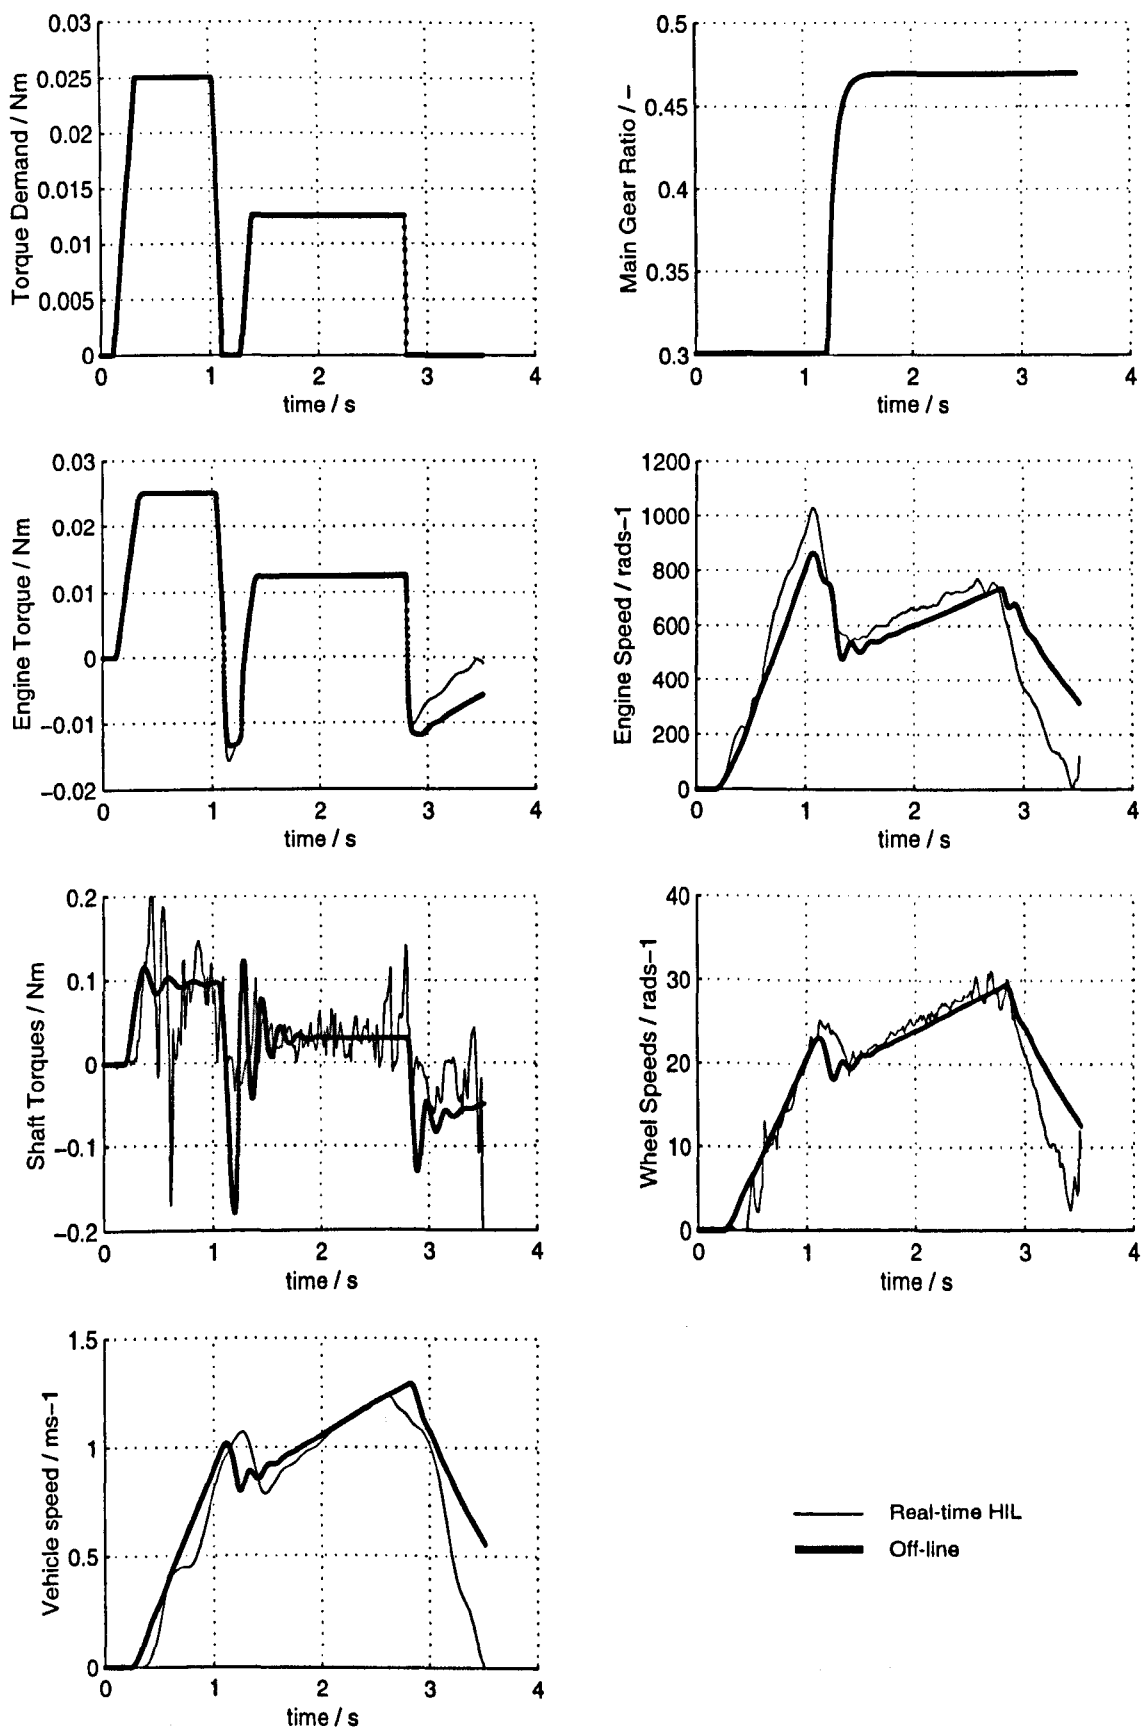 Torque Demand / Nm
0.03
0.025
0.02
0.015
0.01
0.005
0
0 1 2 3 4
time / s
Main Gear Ratio / –
0.5
0.45
0.4
0.35
0.3
0 1 2 3 4
time / s
Engine Torque / Nm
0.03
0.02
0.01
0
−0.01
−0.02
0 1 2 3 4
time / s
Engine Speed / rads−1
1200
1000
800
600
400
200
0
0 1 2 3 4
time / s
Shaft Torques / Nm
0.2
0.1
0
−0.1
−0.2
0 1 2 3 4
time / s
Wheel Speeds / rads−1
40
30
20
10
0
0 1 2 3 4
time / s
Vehicle speed / ms−1
1.5
1
0.5
0
0 1 2 3 4
time / s
Real-time HIL
Off-line